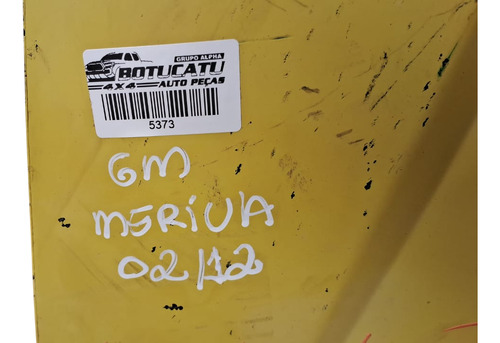 GRUPO ALPHA
BOTUCATU
4X4 AUTO PEÇAS
5373
GM
MERIVA
02/12